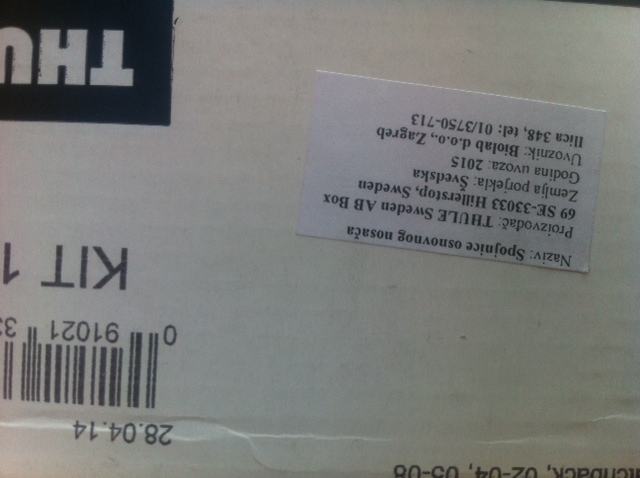 tchback, 02-04, 05-08
28.04.14
0 91021 3
KIT 1
THU
Naziv: Spojnice osnovnog nosača
Proizvođač: THULE Sweden AB Box
69 SE-33033 Hillerstop, Sweden
Zemlja porjekla: Švedska
Godina uvoza: 2015
Uvoznik: Biolab d.o.o., Zagreb
Ilica 348, tel: 01/3750-713